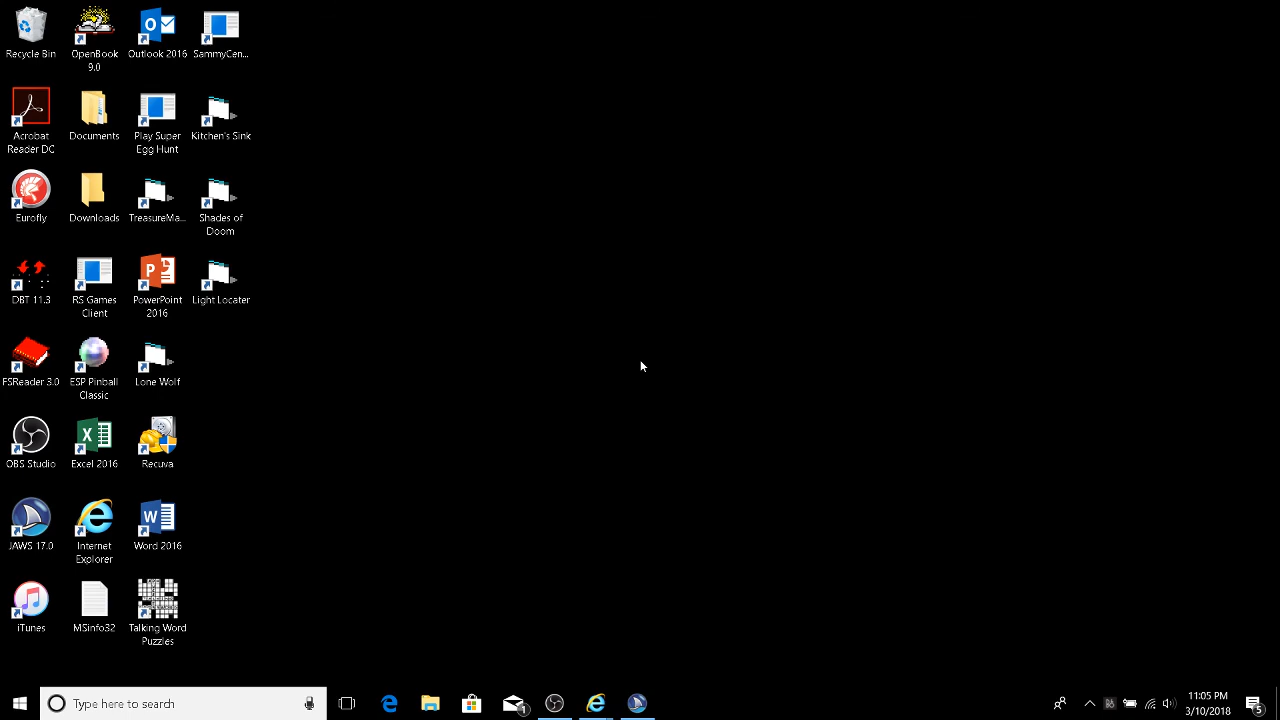 Recycle Bin
OpenBook
9.0
Outlook 2016
SammyCen...
Acrobat
Reader DC
Documents
Play Super
Egg Hunt
Kitchen's Sink
Eurofly
Downloads
TreasureMa...
Shades of
Doom
DBT 11.3
RS Games
Client
PowerPoint
2016
Light Locater
FSReader 3.0
ESP Pinball
Classic
Lone Wolf
OBS Studio
Excel 2016
Recuva
JAWS 17.0
Internet
Explorer
Word 2016
iTunes
MSinfo32
Talking Word
Puzzles
Type here to search
11:05 PM
3/10/2018
5